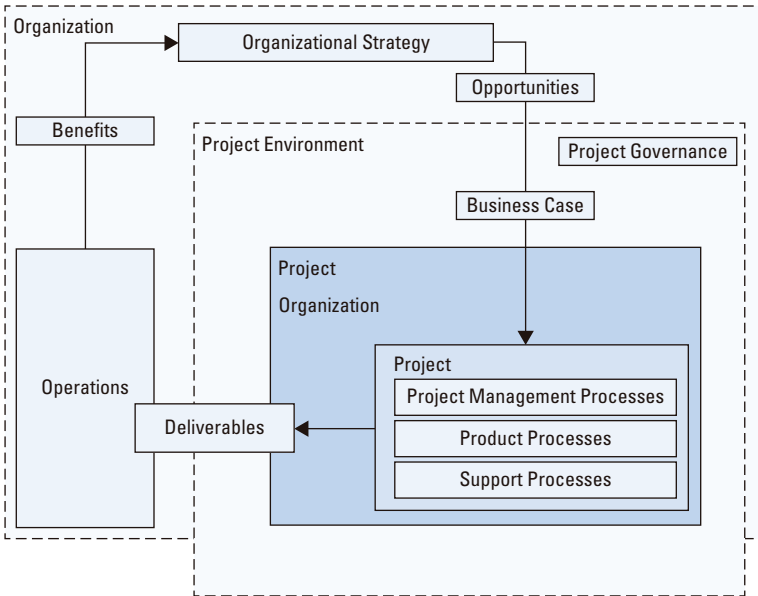 Organization
Organizational Strategy
Opportunities
Benefits
Project Environment
Project Governance
Business Case
Project
Organization
Project
Operations
Project Management Processes
Deliverables
Product Processes
Support Processes